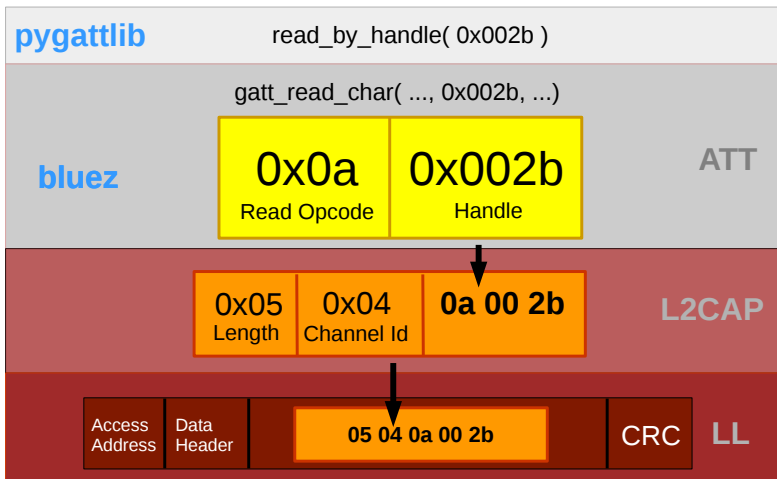 pygattlib
read_by_handle( 0x002b )
gatt_read_char( ..., 0x002b, ...)
bluez
0x0a
Read Opcode
0x002b
Handle
ATT
0x05
Length
0x04
Channel Id
0a 00 2b
L2CAP
Access
Address
Data
Header
05 04 0a 00 2b
CRC
LL